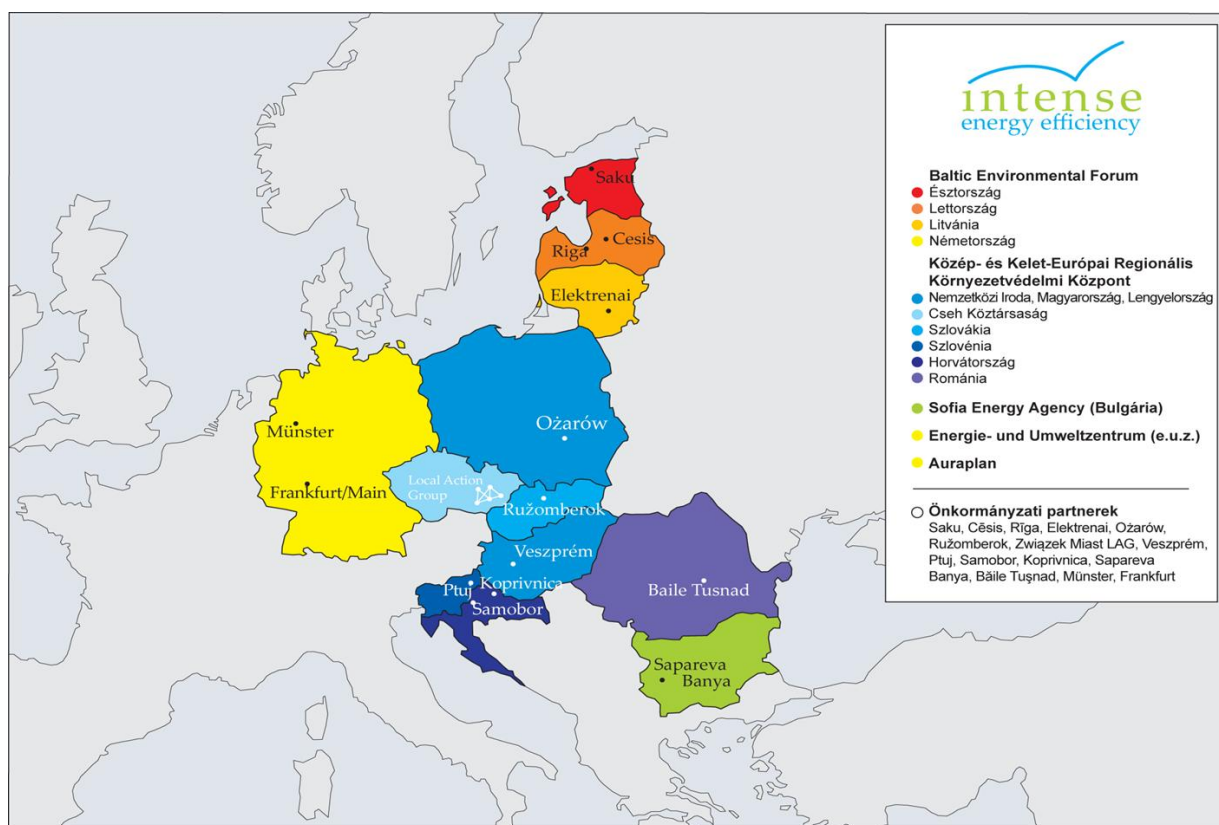 intense
energy efficiency
Baltic Environmental Forum
Észtország
Lettország
Litvánia
Németország
Közép- és Kelet-Európai Regionális
Környezetvédelmi Központ
Nemzetközi Iroda, Magyarország, Lengyelország
Cseh Köztársaság
Szlovákia
Szlovénia
Horvátország
Románia
Sofia Energy Agency (Bulgária)
Energie- und Umweltzentrum (e.u.z.)
Auraplan
Önkormányzati partnerek
Saku, Cēsis, Rīga, Elektrenai, Ożarów,
Ružomberok, Związek Miast LAG, Veszprém,
Ptuj, Samobor, Koprivnica, Sapareva
Banya, Băile Tuşnad, Münster, Frankfurt
Saku
Cesis
Riga
Elektrenai
Münster
Ożarów
Frankfurt/Main
Local Action
Group
Ružomberok
Veszprém
Ptuj
Koprivnica
Samobor
Baile Tusnad
Sapareva
Banya